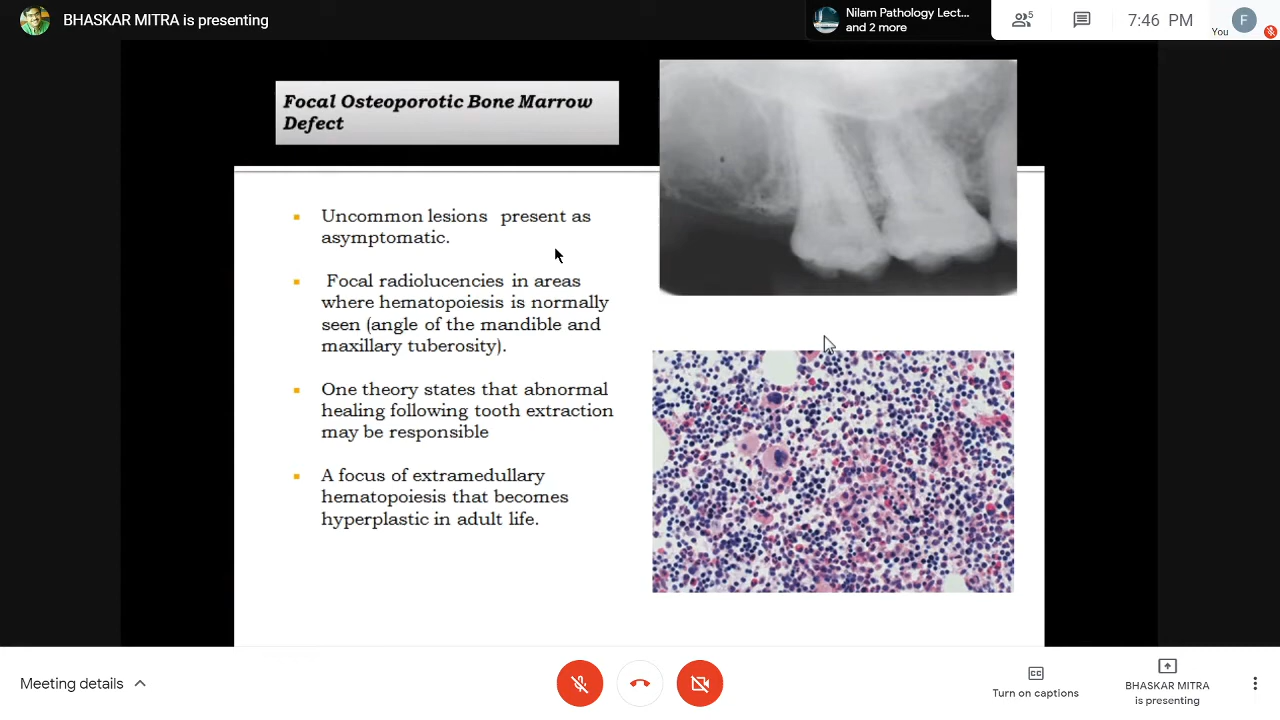 BHASKAR MITRA is presenting
Nilam Pathology Lect...
and 2 more
5
7:46 PM
You
F
Focal Osteoporotic Bone Marrow
Defect
▪ Uncommon lesions present as
asymptomatic.
▪ Focal radiolucencies in areas
where hematopoiesis is normally
seen (angle of the mandible and
maxillary tuberosity).
▪ One theory states that abnormal
healing following tooth extraction
may be responsible
▪ A focus of extramedullary
hematopoiesis that becomes
hyperplastic in adult life.
Meeting details
CC
Turn on captions
BHASKAR MITRA
is presenting